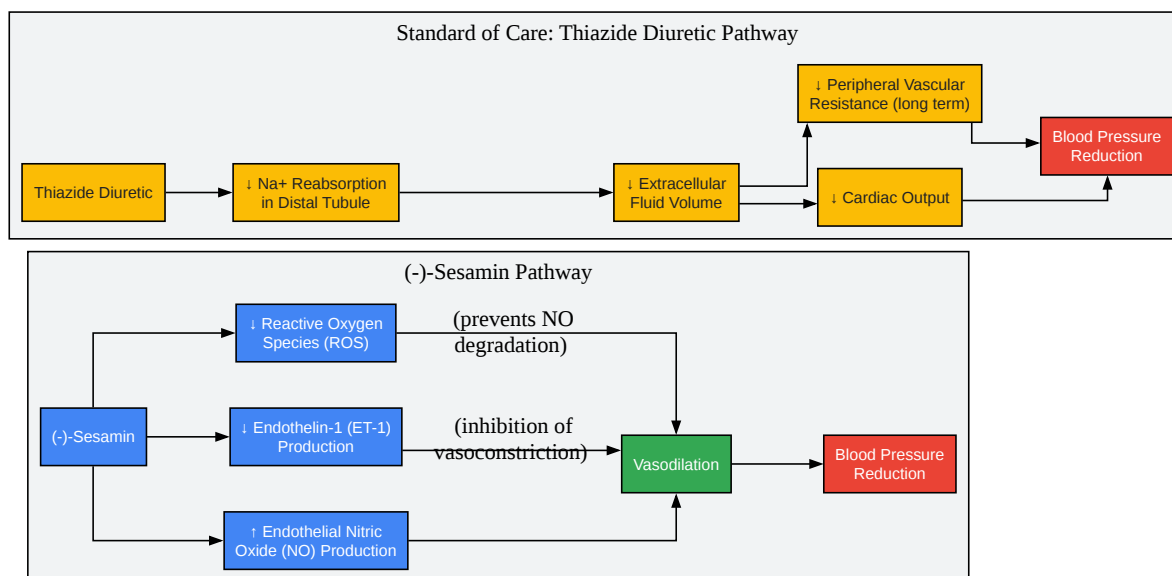 Standard of Care: Thiazide Diuretic Pathway
↓ Peripheral Vascular
Resistance (long term)
Blood Pressure
Reduction
Thiazide Diuretic
↓ Na+ Reabsorption
in Distal Tubule
↓ Extracellular
Fluid Volume
↓ Cardiac Output
(-)-Sesamin Pathway
↓ Reactive Oxygen
Species (ROS)
(prevents NO
degradation)
(-)-Sesamin
↓ Endothelin-1 (ET-1)
Production
(inhibition of
vasoconstriction)
Vasodilation
Blood Pressure
Reduction
↑ Endothelial Nitric
Oxide (NO) Production